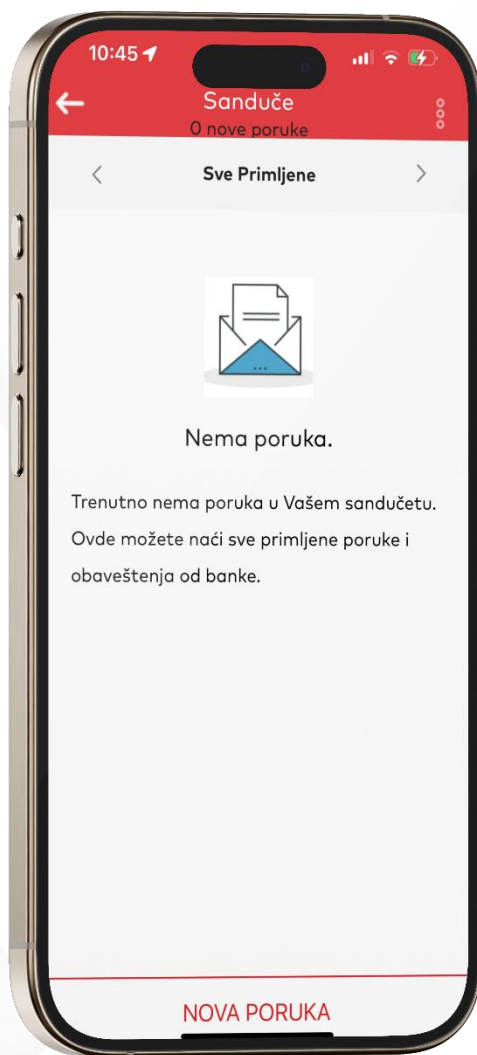 10:45
Sanduče
0 nove poruke
Sve Primljene
Nema poruka.
Trenutno nema poruka u Vašem sandučetu.
Ovde možete naći sve primljene poruke i
obaveštenja od banke.
NOVA PORUKA